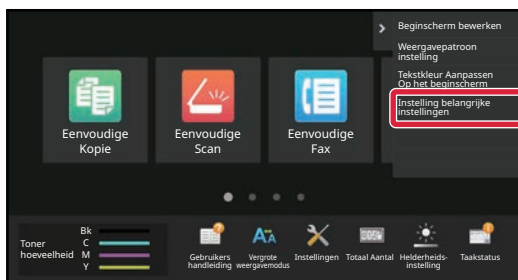 Beginscherm bewerken
Weergavepatroon
instelling
Tekstkleur Aanpassen
Op het beginscherm
Instelling belangrijke
instellingen
Eenvoudige
Kopie
Eenvoudige
Scan
Eenvoudige
Fax
Toner
hoeveelheid
Bk
C
M
Y
Gebruikers
handleiding
Vergrote
weergavemodus
Instellingen
Totaal Aantal
Helderheids-
instelling
Taakstatus